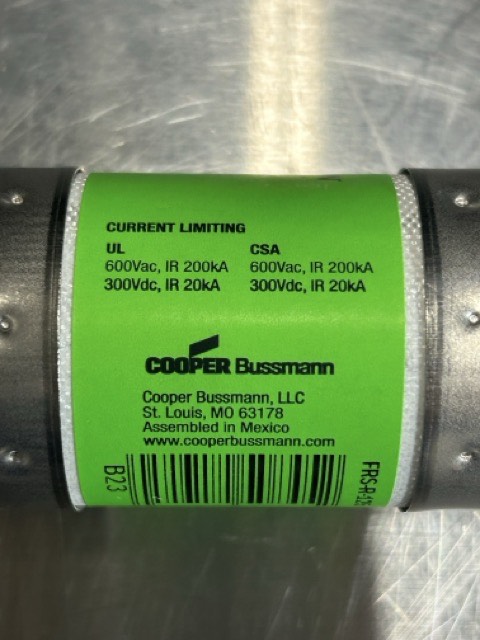 CURRENT LIMITING
UL CSA
600Vac, IR 200kA 600Vac, IR 200kA
300Vdc, IR 20kA 300Vdc, IR 20kA
COOPER Bussmann
Cooper Bussmann, LLC
St. Louis, MO 63178
Assembled in Mexico
www.cooperbussmann.com
B23